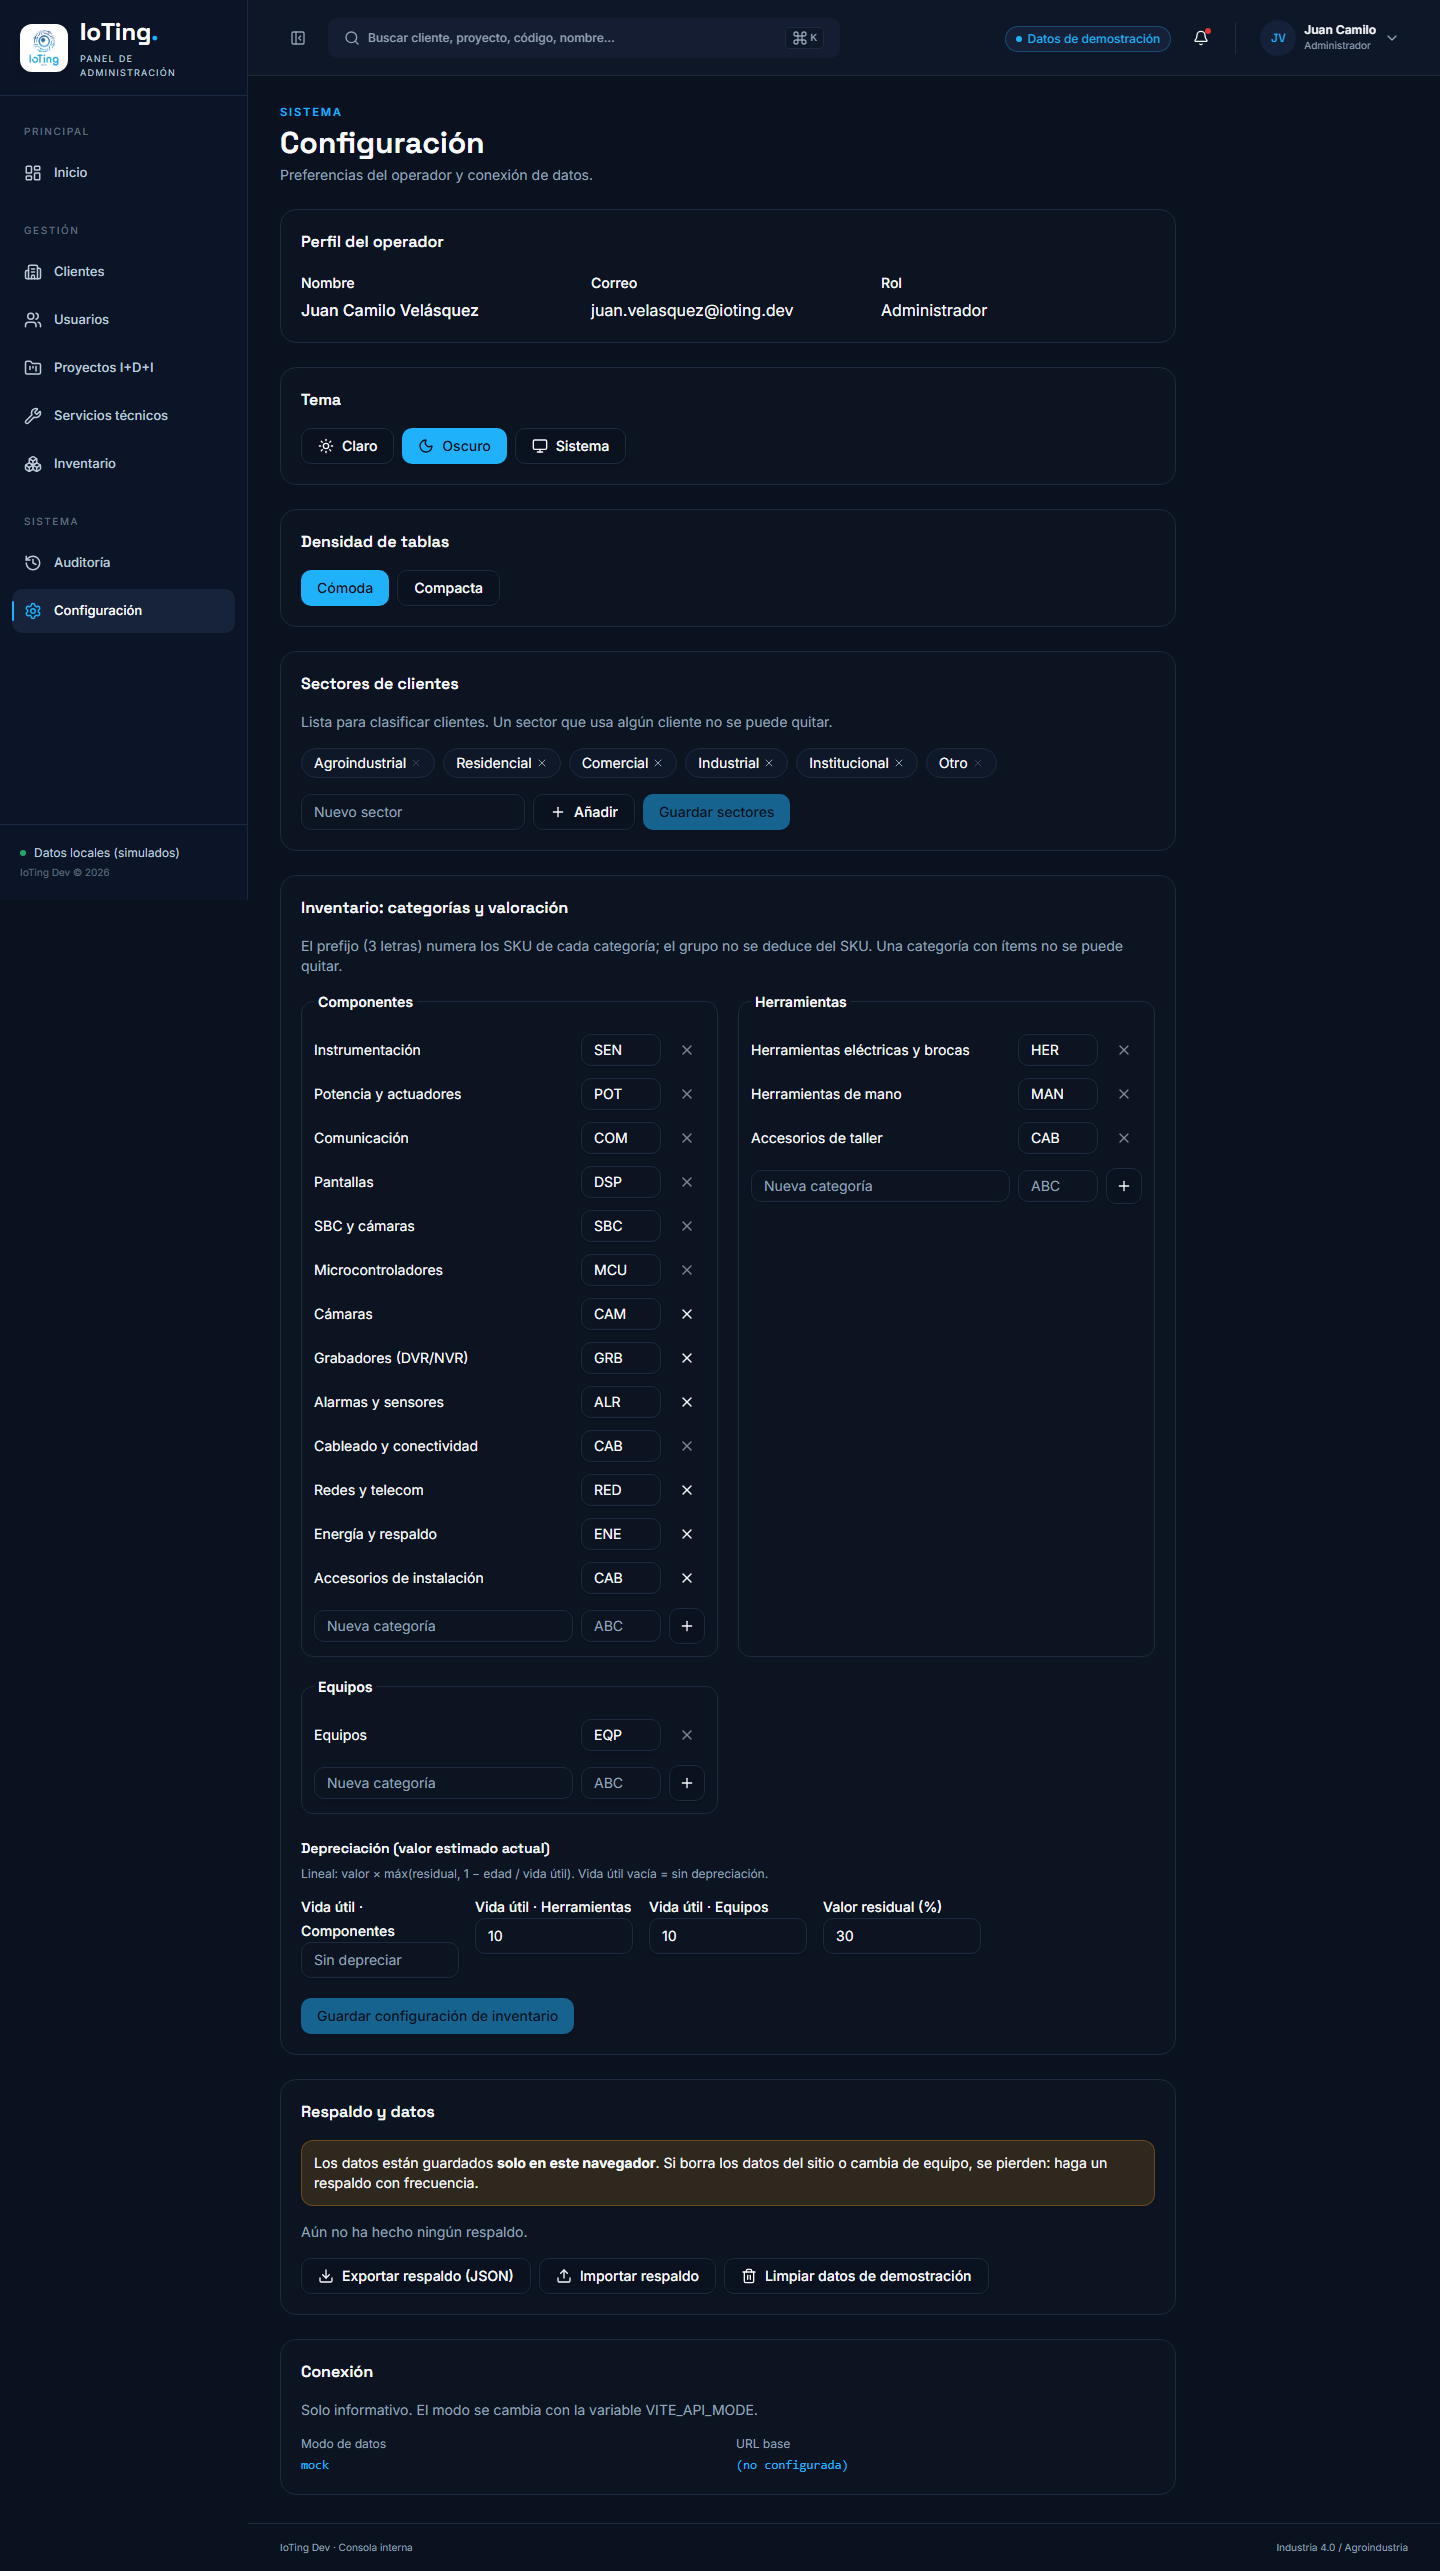 IoTing.
PANEL DE
ADMINISTRACIÓN
IoTing
Buscar cliente, proyecto, código, nombre...
⌘ K
Datos de demostración
JV
Juan Camilo
Administrador
PRINCIPAL
Inicio
GESTIÓN
Clientes
Usuarios
Proyectos I+D+I
Servicios técnicos
Inventario
SISTEMA
Auditoría
Configuración
Datos locales (simulados)
IoTing Dev © 2026
SISTEMA
Configuración
Preferencias del operador y conexión de datos.
Perfil del operador
Nombre
Juan Camilo Velásquez
Correo
juan.velasquez@ioting.dev
Rol
Administrador
Tema
Claro
Oscuro
Sistema
Densidad de tablas
Cómoda
Compacta
Sectores de clientes
Lista para clasificar clientes. Un sector que usa algún cliente no se puede quitar.
Agroindustrial ×
Residencial ×
Comercial ×
Industrial ×
Institucional ×
Otro ×
Nuevo sector
+ Añadir
Guardar sectores
Inventario: categorías y valoración
El prefijo (3 letras) numera los SKU de cada categoría; el grupo no se deduce del SKU. Una categoría con ítems no se puede
quitar.
Componentes
Instrumentación SEN ×
Potencia y actuadores POT ×
Comunicación COM ×
Pantallas DSP ×
SBC y cámaras SBC ×
Microcontroladores MCU ×
Cámaras CAM ×
Grabadores (DVR/NVR) GRB ×
Alarmas y sensores ALR ×
Cableado y conectividad CAB ×
Redes y telecom RED ×
Energía y respaldo ENE ×
Accesorios de instalación CAB ×
Nueva categoría ABC +
Herramientas
Herramientas eléctricas y brocas HER ×
Herramientas de mano MAN ×
Accesorios de taller CAB ×
Nueva categoría ABC +
Equipos
Equipos EQP ×
Nueva categoría ABC +
Depreciación (valor estimado actual)
Lineal: valor × máx(residual, 1 − edad / vida útil). Vida útil vacía = sin depreciación.
Vida útil ·
Componentes
Sin depreciar
Vida útil · Herramientas
10
Vida útil · Equipos
10
Valor residual (%)
30
Guardar configuración de inventario
Respaldo y datos
Los datos están guardados solo en este navegador. Si borra los datos del sitio o cambia de equipo, se pierden: haga un
respaldo con frecuencia.
Aún no ha hecho ningún respaldo.
Exportar respaldo (JSON)
Importar respaldo
Limpiar datos de demostración
Conexión
Solo informativo. El modo se cambia con la variable VITE_API_MODE.
Modo de datos
mock
URL base
(no configurada)
IoTing Dev · Consola interna
Industria 4.0 / Agroindustria